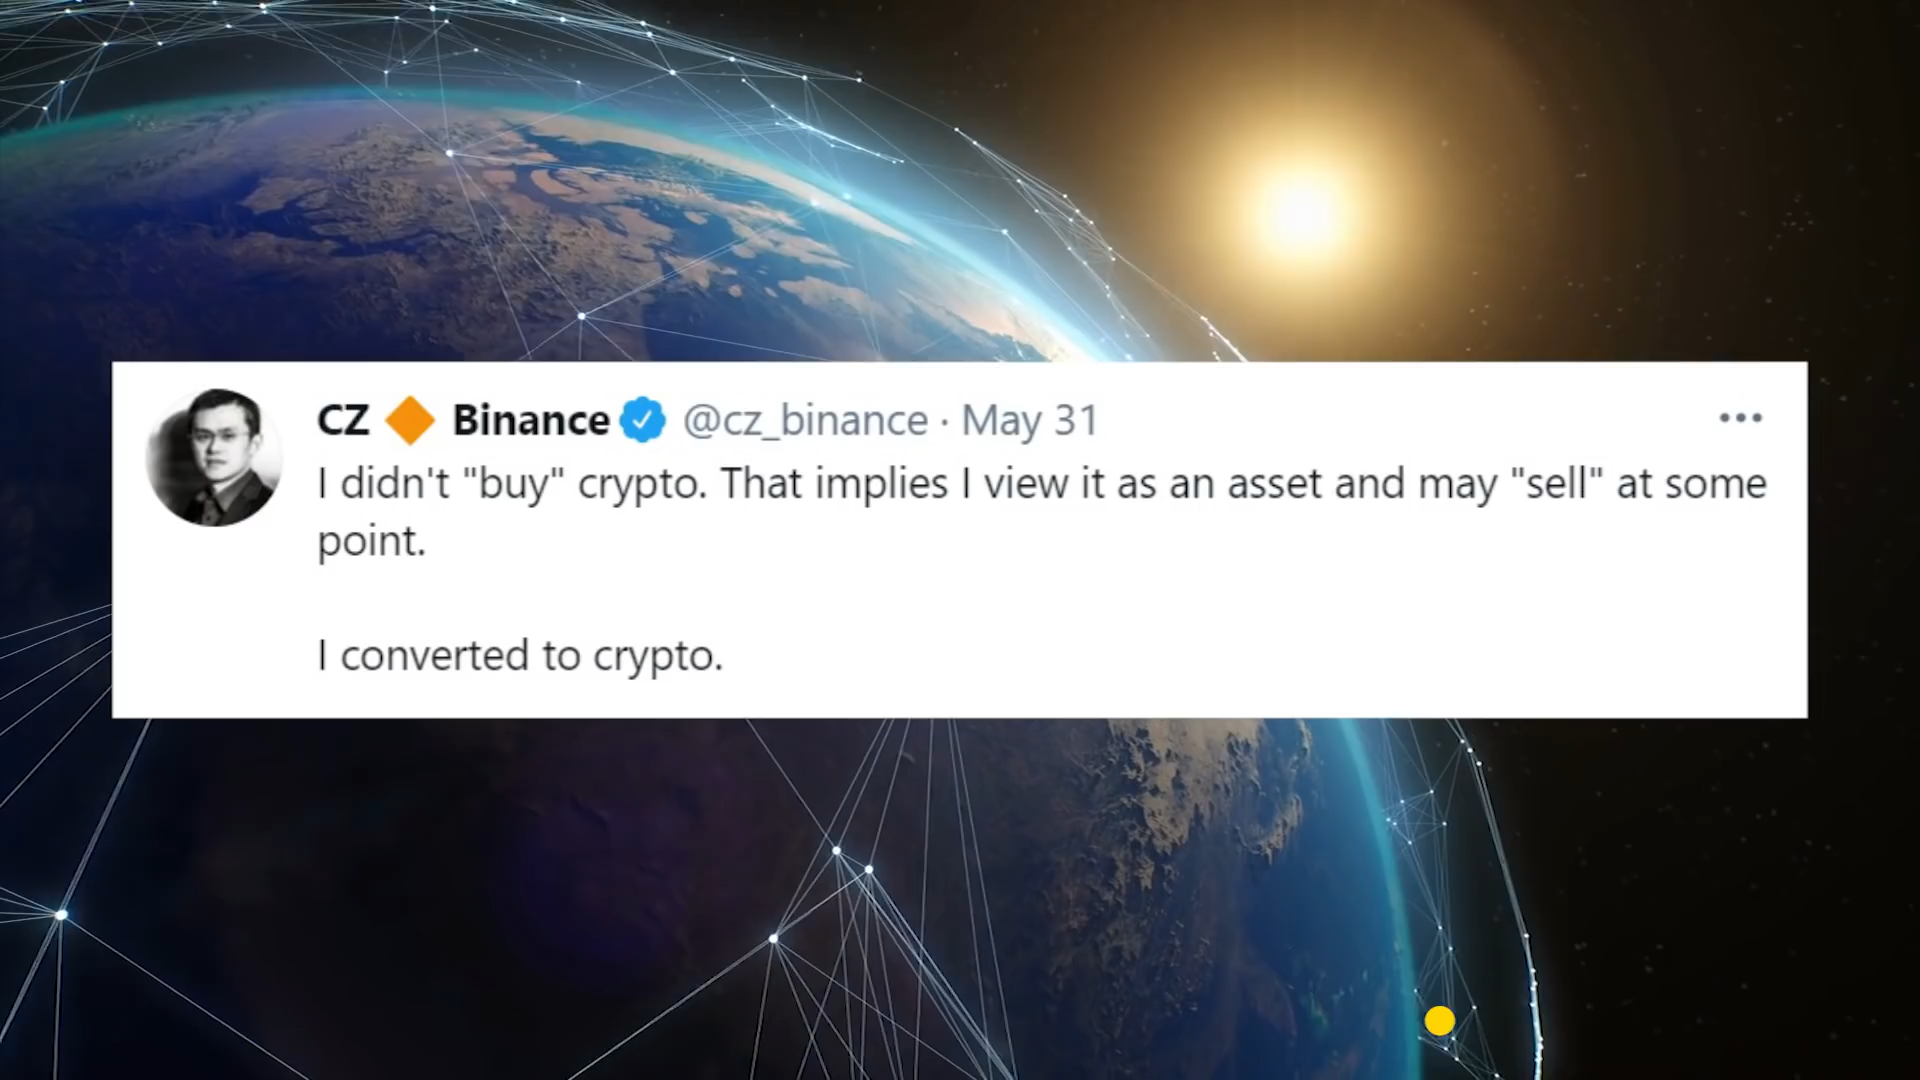 CZ 🔶 Binance @cz_binance · May 31
I didn't "buy" crypto. That implies I view it as an asset and may "sell" at some
point.
I converted to crypto.